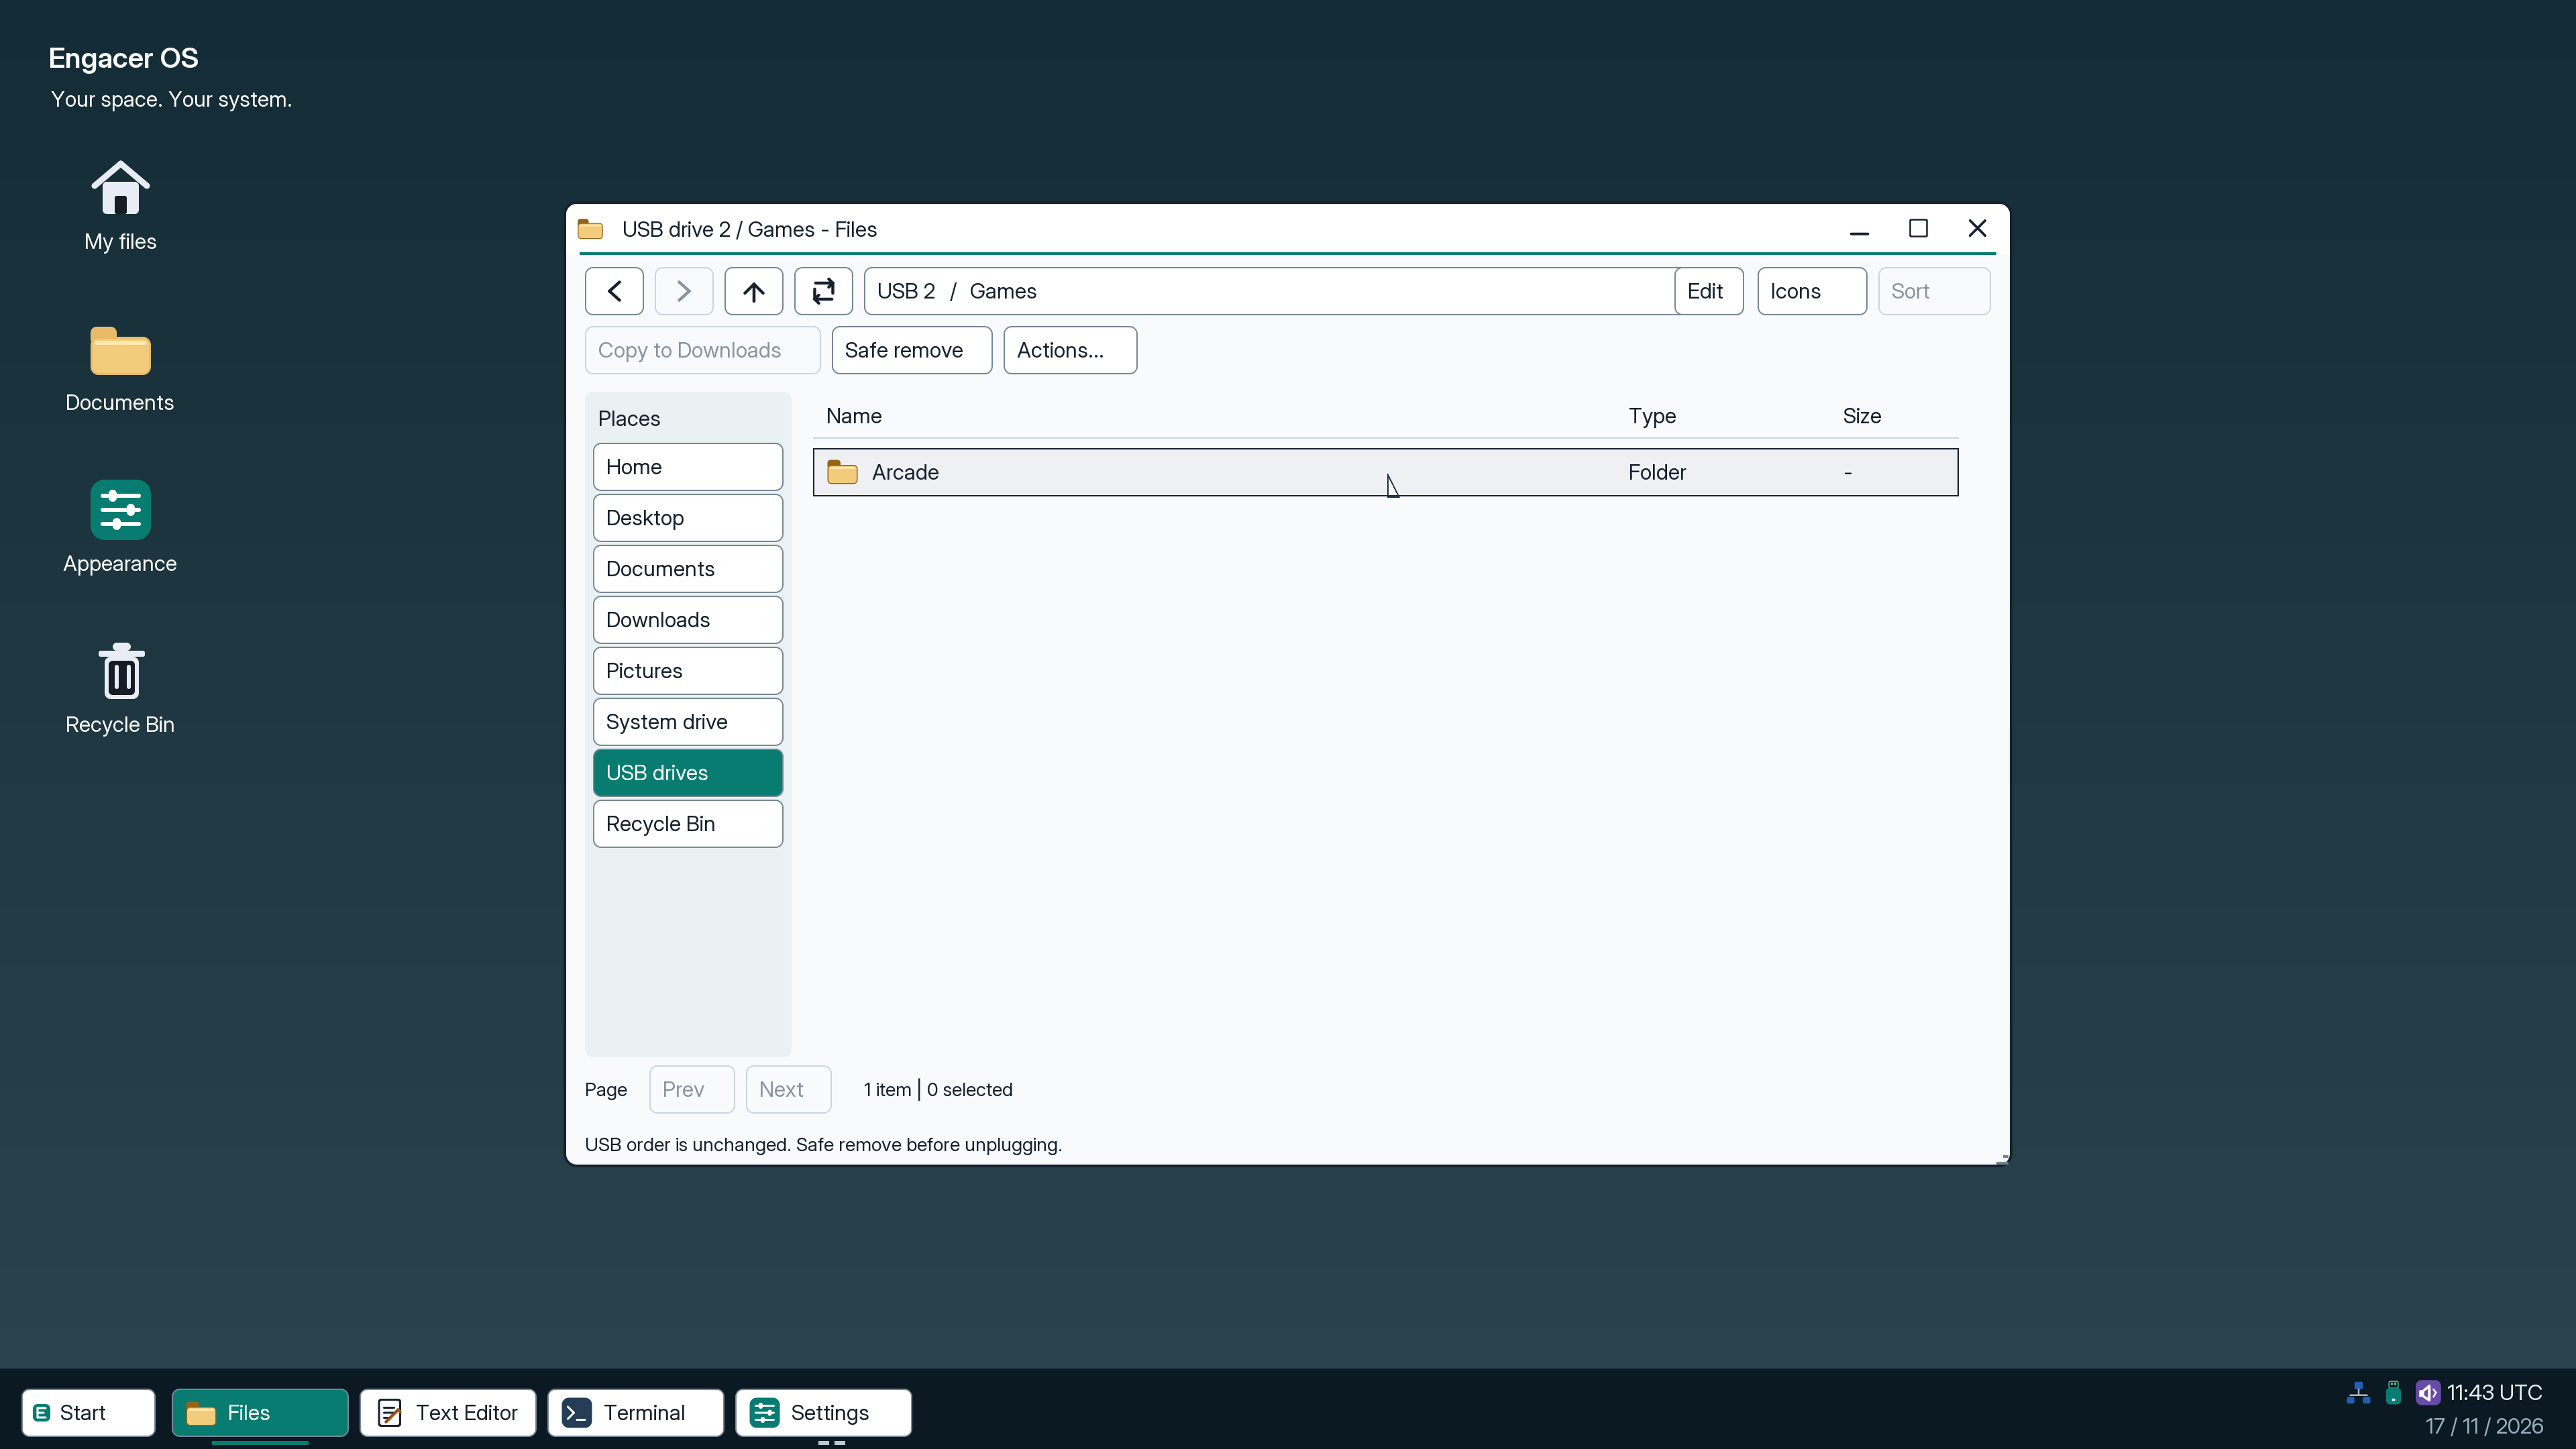 Engacer OS
Your space. Your system.
My files
Documents
Appearance
Recycle Bin
USB drive 2 / Games - Files
USB 2 / Games
Edit
Icons
Sort
Copy to Downloads
Safe remove
Actions...
Places
Home
Desktop
Documents
Downloads
Pictures
System drive
USB drives
Recycle Bin
Name Type Size
Arcade Folder -
Page Prev Next 1 item | 0 selected
USB order is unchanged. Safe remove before unplugging.
E Start
Files
Text Editor
Terminal
Settings
11:43 UTC
17 / 11 / 2026